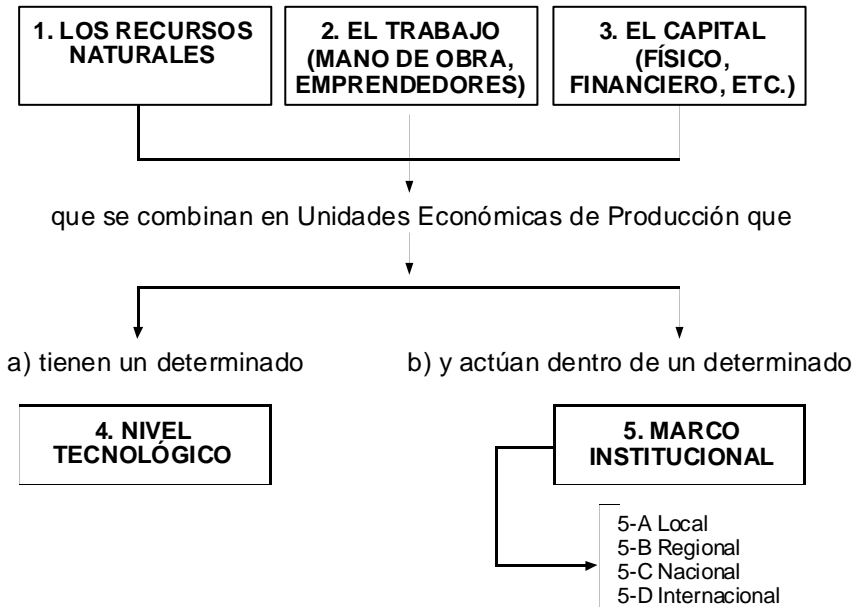 1. LOS RECURSOS
NATURALES
2. EL TRABAJO
(MANO DE OBRA,
EMPRENDEDORES)
3. EL CAPITAL
(FÍSICO,
FINANCIERO, ETC.)
que se combinan en Unidades Económicas de Producción que
a) tienen un determinado
b) y actúan dentro de un determinado
4. NIVEL
TECNOLÓGICO
5. MARCO
INSTITUCIONAL
5-A Local
5-B Regional
5-C Nacional
5-D Internacional